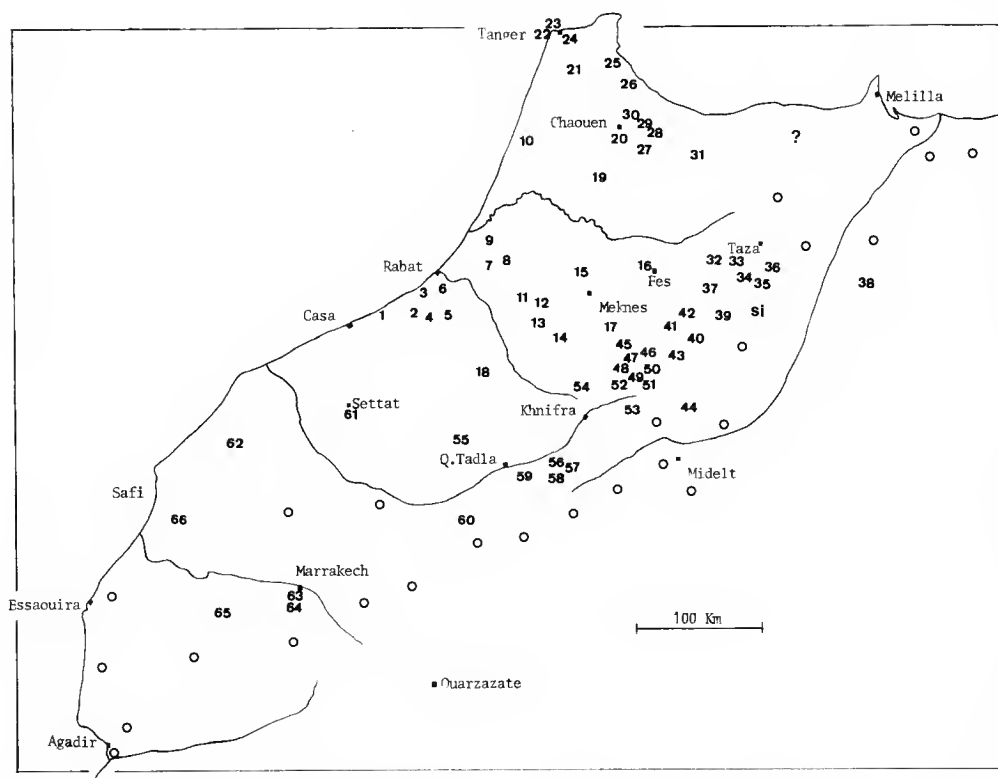 23
Tanger 22 24
21 25
26
Melilla
30
Chaouen 29
10 20 28 ?
27 31
19
9
7 8
Taza
Rabat 15 16 32 33 36
Fes 34 35
6 37 38
3 11 12 Meknes
Casa 1 2 4 5 42 39 si
13 17 41
14 40
45 46 43
47
18 48 50
49
54 52 51
Settat Khnifra 53 44
61
62 55
Q.Tadla 56 57 Midelt
59 58
Safi
66 60
Marrakech
63
Essaouira 65 64
100 Km
Ouarzazate
Agadir